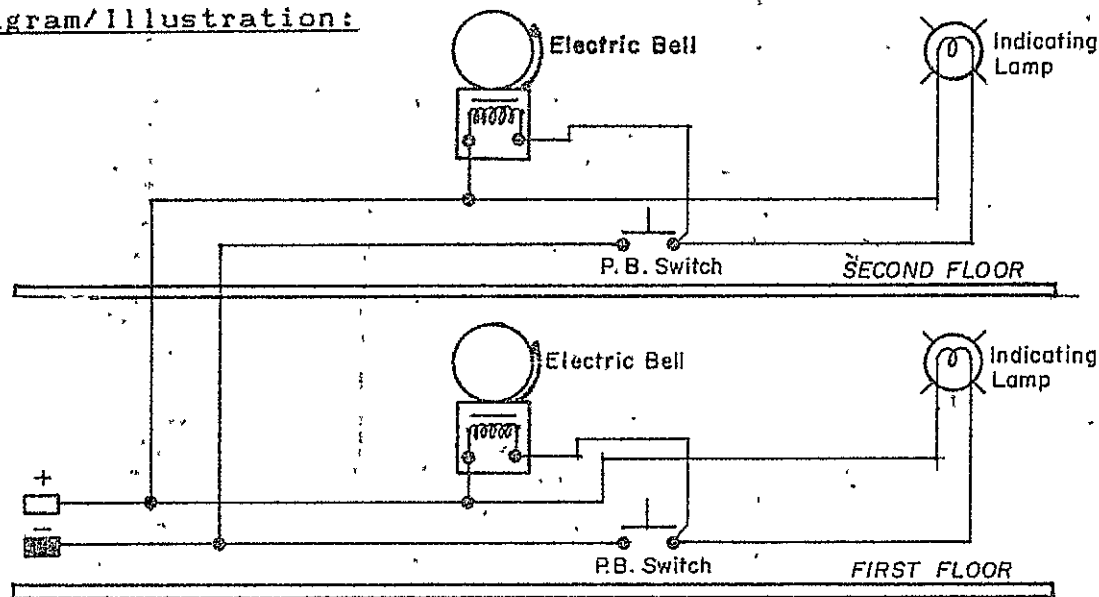 gram/Illustration:
Electric Bell
Indicating
Lamp
P.B. Switch
SECOND FLOOR
Electric Bell
Indicating
Lamp
+
-
P.B. Switch
FIRST FLOOR